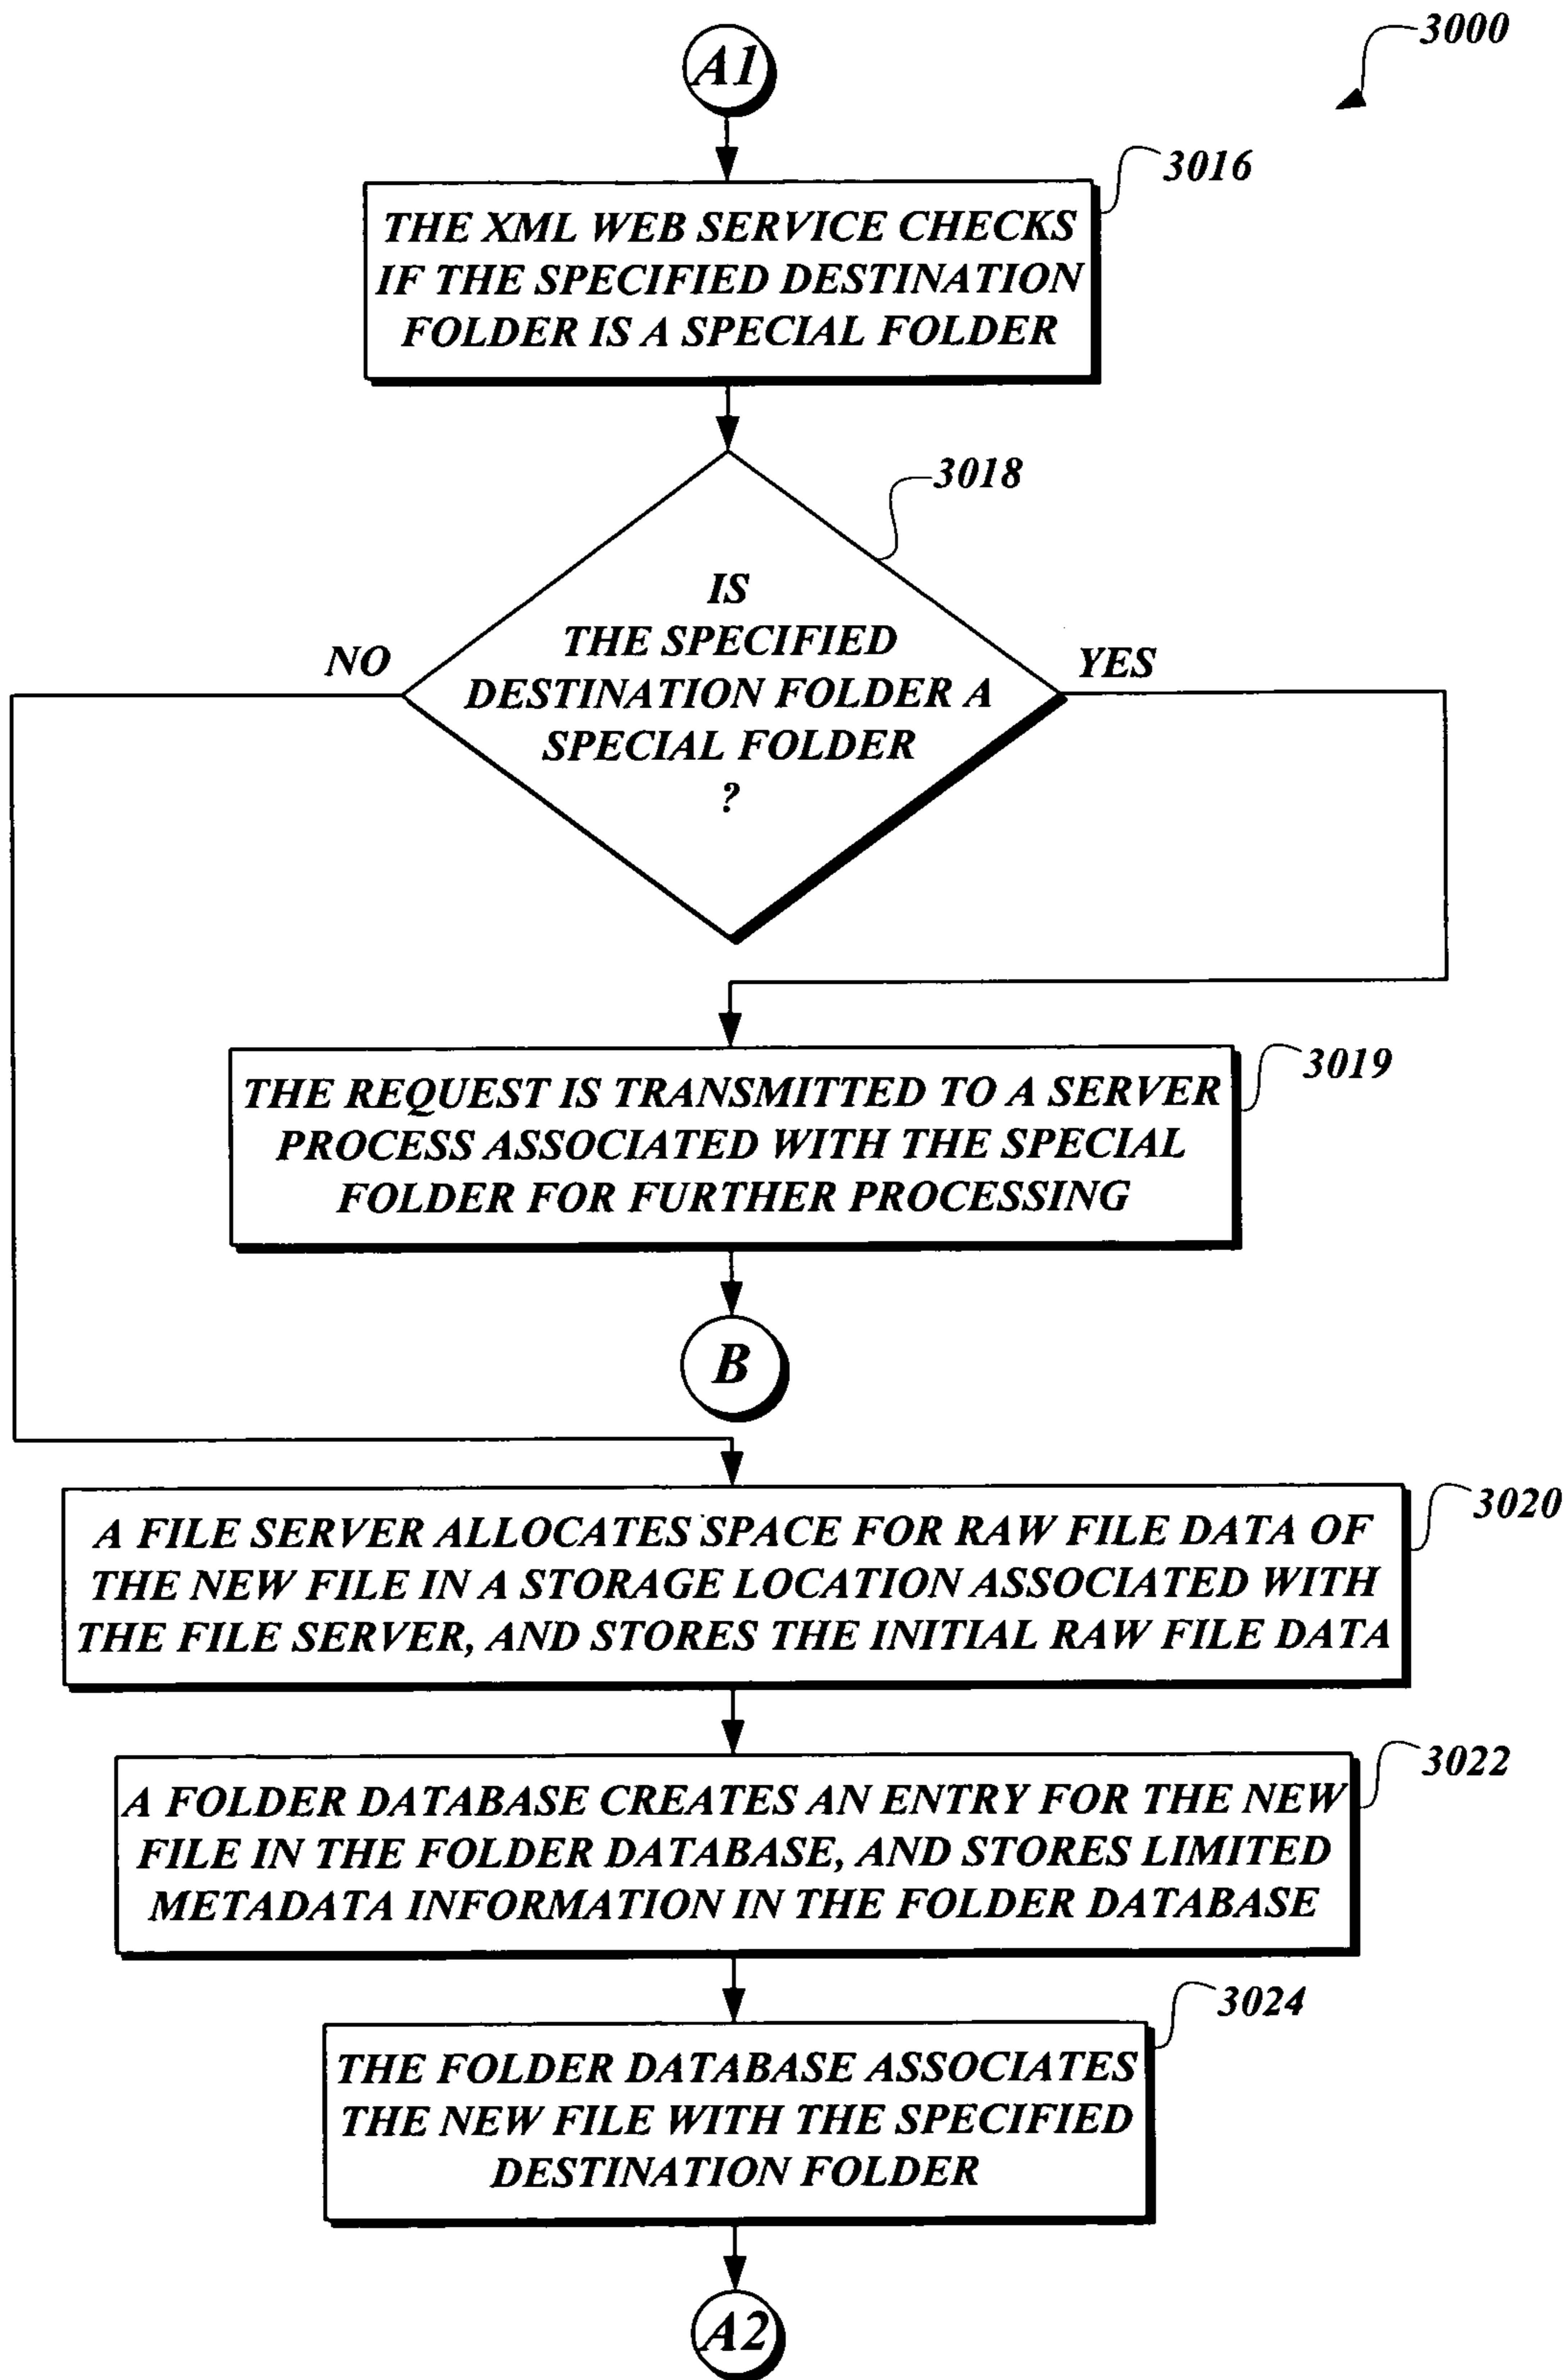 A1
3000
3016
THE XML WEB SERVICE CHECKS
IF THE SPECIFIED DESTINATION
FOLDER IS A SPECIAL FOLDER
3018
IS
THE SPECIFIED
DESTINATION FOLDER A
SPECIAL FOLDER
?
NO
YES
3019
THE REQUEST IS TRANSMITTED TO A SERVER
PROCESS ASSOCIATED WITH THE SPECIAL
FOLDER FOR FURTHER PROCESSING
B
3020
A FILE SERVER ALLOCATES SPACE FOR RAW FILE DATA OF
THE NEW FILE IN A STORAGE LOCATION ASSOCIATED WITH
THE FILE SERVER, AND STORES THE INITIAL RAW FILE DATA
3022
A FOLDER DATABASE CREATES AN ENTRY FOR THE NEW
FILE IN THE FOLDER DATABASE, AND STORES LIMITED
METADATA INFORMATION IN THE FOLDER DATABASE
3024
THE FOLDER DATABASE ASSOCIATES
THE NEW FILE WITH THE SPECIFIED
DESTINATION FOLDER
A2